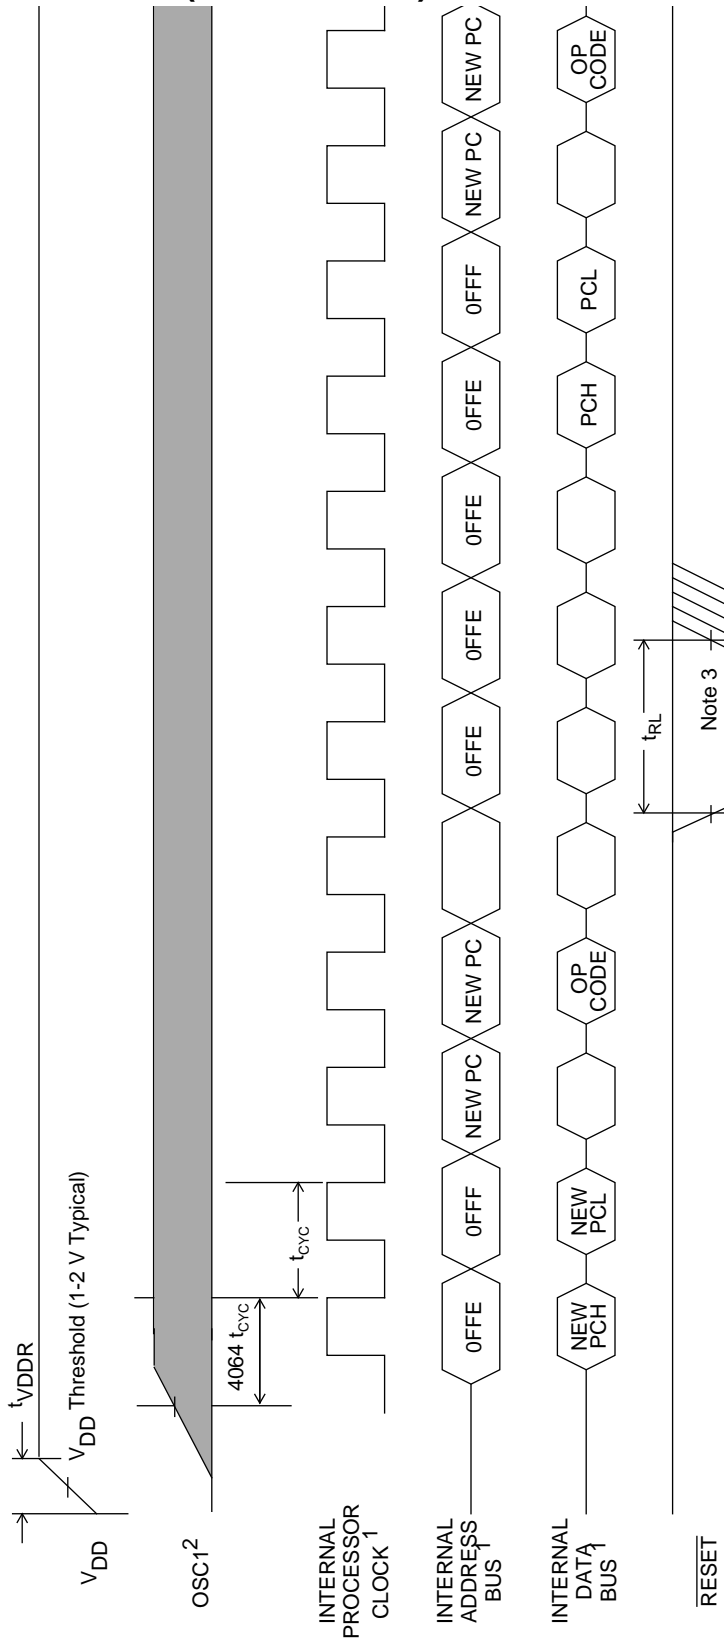 tVDDR
VDD
VDD Threshold (1-2 V Typical)
OSC1²
4064 tCYC
tCYC
INTERNAL
PROCESSOR
CLOCK¹
INTERNAL
ADDRESS
BUS¹
0FFE
0FFF
NEW PC
NEW PC
0FFE
0FFE
0FFE
0FFE
0FFF
NEW PC
NEW PC
INTERNAL
DATA
BUS¹
NEW
PCH
NEW
PCL
OP
CODE
PCH
PCL
OP
CODE
tRL
RESET
Note 3